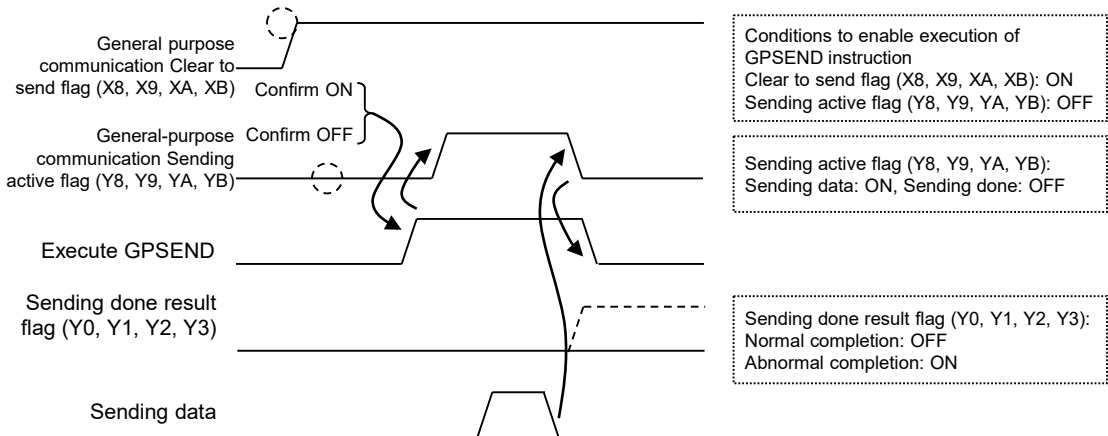 General purpose
communication Clear to
send flag (X8, X9, XA, XB)
Confirm ON
Confirm OFF
General-purpose
communication Sending
active flag (Y8, Y9, YA, YB)
Execute GPSEND
Sending done result
flag (Y0, Y1, Y2, Y3)
Sending data
Conditions to enable execution of
GPSEND instruction
Clear to send flag (X8, X9, XA, XB): ON
Sending active flag (Y8, Y9, YA, YB): OFF
Sending active flag (Y8, Y9, YA, YB):
Sending data: ON, Sending done: OFF
Sending done result flag (Y0, Y1, Y2, Y3):
Normal completion: OFF
Abnormal completion: ON